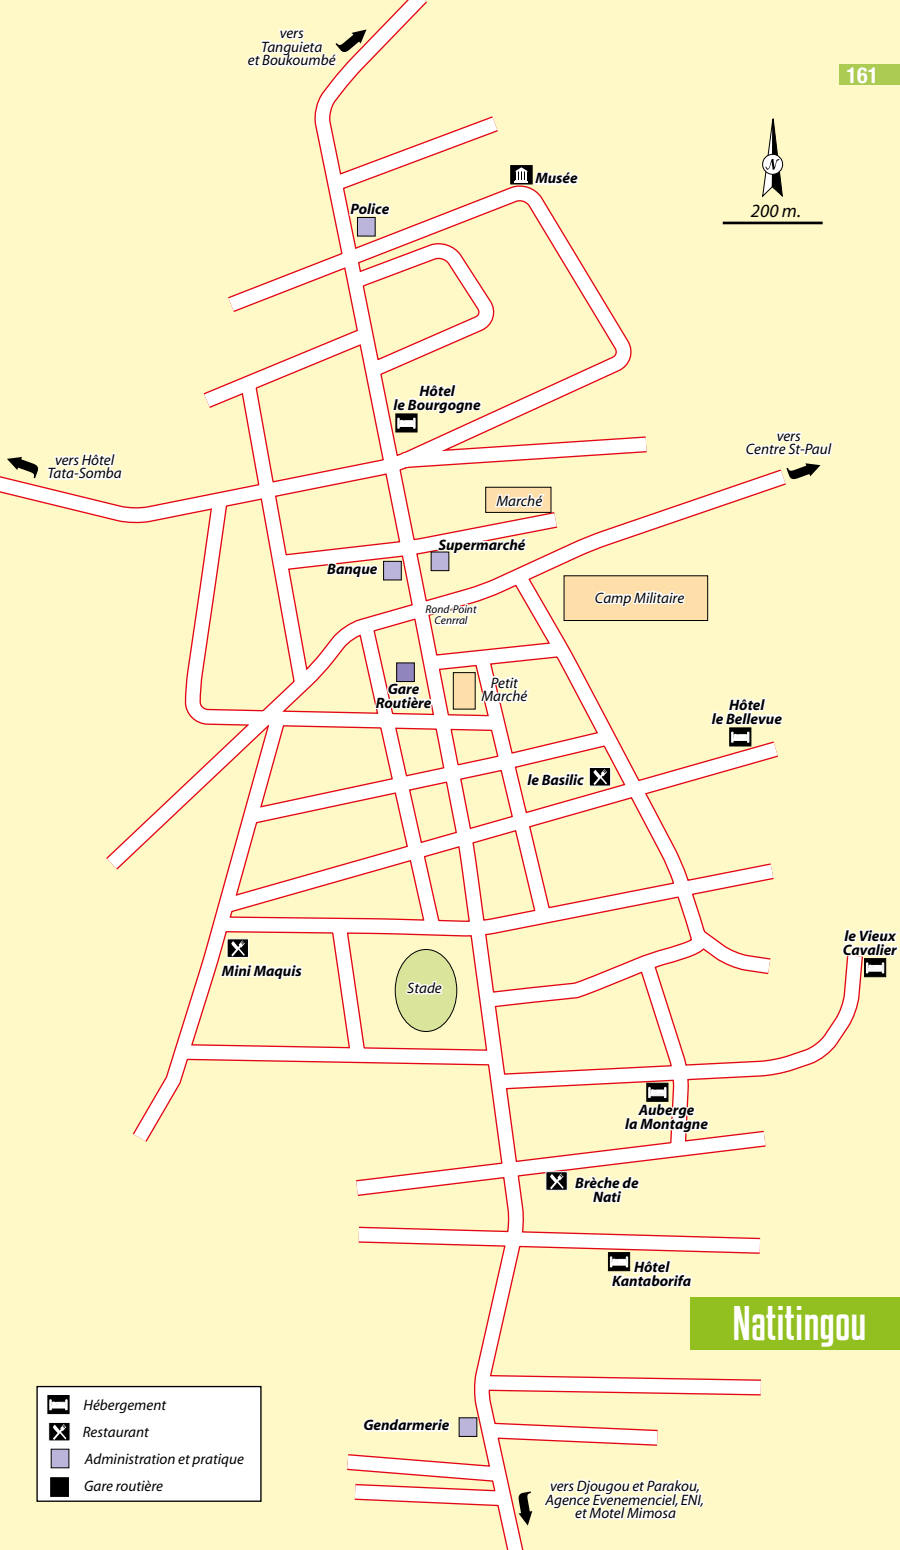 vers
Tanguieta
et Boukoumbé
161
N
200 m.
Musée
Police
Hôtel
le Bourgogne
vers
Centre St-Paul
vers Hôtel
Tata-Somba
Marché
Supermarché
Banque
Camp Militaire
Rond-Point
Cenrral
Gare
Routière
Petit
Marché
Hôtel
le Bellevue
le Basilic
le Vieux
Cavalier
Mini Maquis
Stade
Auberge
la Montagne
Brèche de
Nati
Hôtel
Kantaborifa
Natitingou
Hébergement
Restaurant
Administration et pratique
Gare routière
Gendarmerie
vers Djougou et Parakou,
Agence Evenemenciel, ENI,
et Motel Mimosa